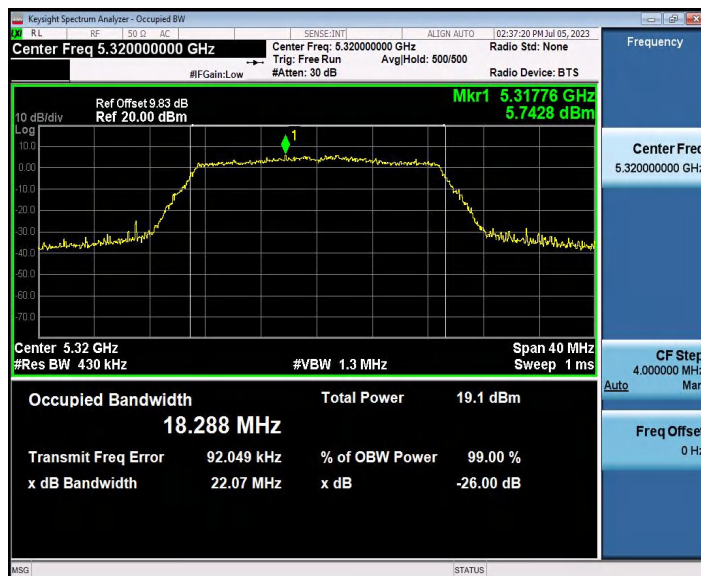 Keysight Spectrum Analyzer - Occupied BW
LXI RL RF 50 Ω AC SENSE:INT ALIGN AUTO 02:37:20 PM Jul 05, 2023
Center Freq 5.320000000 GHz
Center Freq: 5.320000000 GHz
Radio Std: None
Trig: Free Run Avg|Hold: 500/500
#IFGain:Low
#Atten: 30 dB
Radio Device: BTS
Frequency
Ref Offset 9.83 dB
Mkr1 5.31776 GHz
10 dB/div Ref 20.00 dBm
5.7428 dBm
Log
1
10.0
0.00
-10.0
-20.0
-30.0
-40.0
-50.0
-60.0
-70.0
Center 5.32 GHz
Span 40 MHz
#Res BW 430 kHz
#VBW 1.3 MHz
Sweep 1 ms
Occupied Bandwidth
Total Power 19.1 dBm
18.288 MHz
Transmit Freq Error 92.049 kHz
% of OBW Power 99.00 %
x dB Bandwidth 22.07 MHz
x dB -26.00 dB
Center Freq
5.320000000 GHz
CF Step
4.000000 MHz
Auto Man
Freq Offset
0 Hz
MSG
STATUS